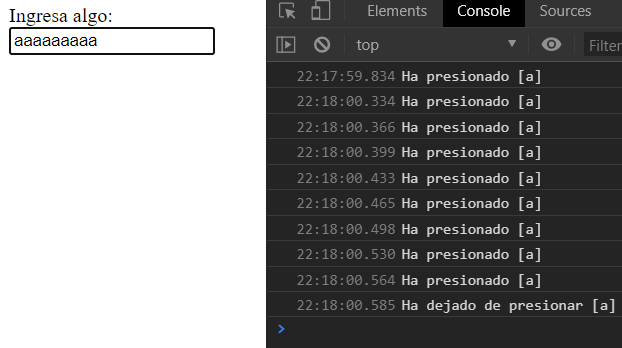 Ingresa algo:
aaaaaaaaa
Elements Console Sources
top ▼ Filter
22:17:59.834 Ha presionado [a]
22:18:00.334 Ha presionado [a]
22:18:00.366 Ha presionado [a]
22:18:00.399 Ha presionado [a]
22:18:00.433 Ha presionado [a]
22:18:00.465 Ha presionado [a]
22:18:00.498 Ha presionado [a]
22:18:00.530 Ha presionado [a]
22:18:00.564 Ha presionado [a]
22:18:00.585 Ha dejado de presionar [a]
>